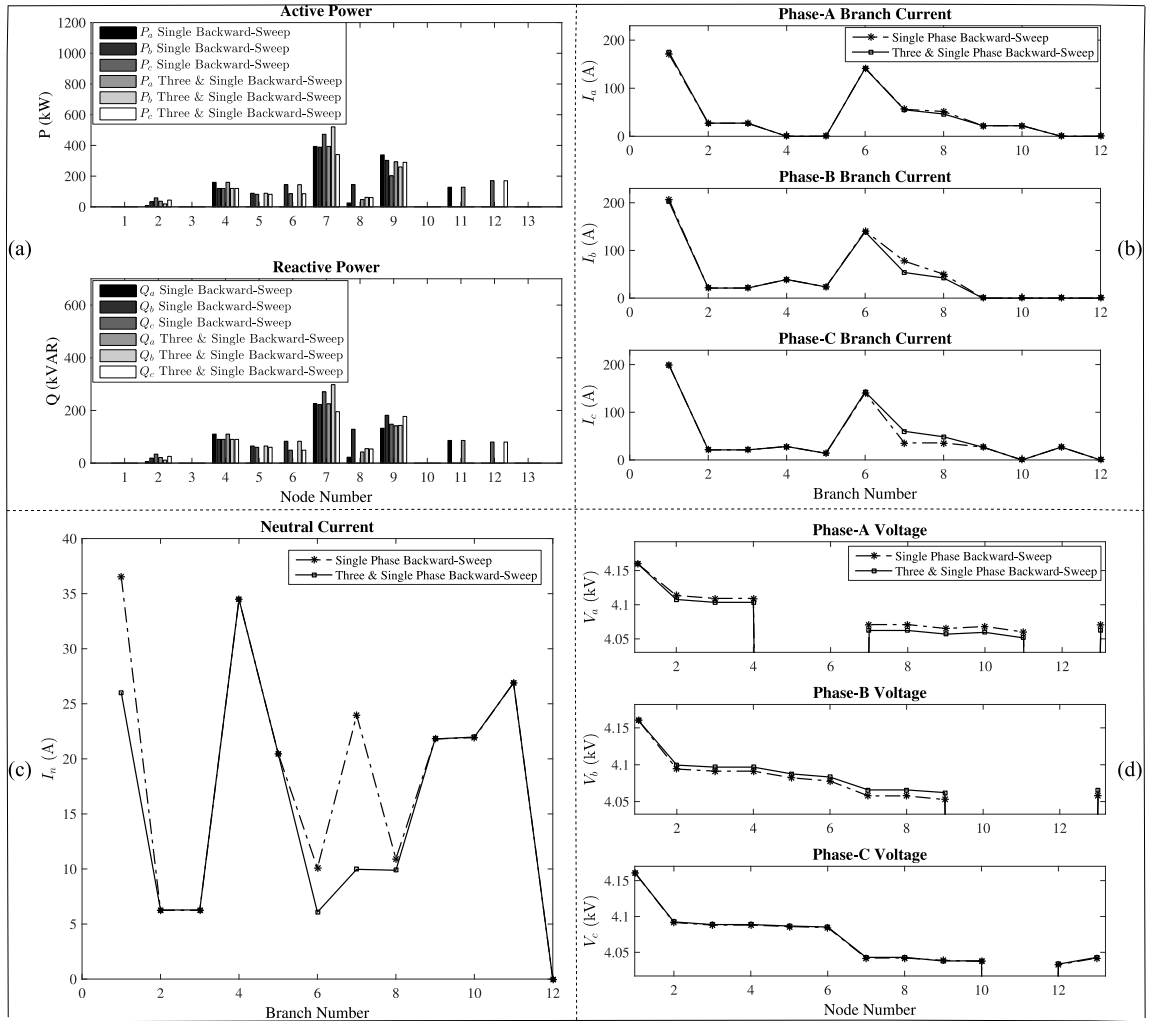 Active Power
1200
1000
800
600
400
200
0
P (kW)
P_a Single Backward-Sweep
P_b Single Backward-Sweep
P_c Single Backward-Sweep
P_a Three & Single Backward-Sweep
P_b Three & Single Backward-Sweep
P_c Three & Single Backward-Sweep
1 2 3 4 5 6 7 8 9 10 11 12 13
(a)
Reactive Power
600
400
200
0
Q (kVAR)
Q_a Single Backward-Sweep
Q_b Single Backward-Sweep
Q_c Single Backward-Sweep
Q_a Three & Single Backward-Sweep
Q_b Three & Single Backward-Sweep
Q_c Three & Single Backward-Sweep
1 2 3 4 5 6 7 8 9 10 11 12 13
Node Number
Phase-A Branch Current
200
100
0
I_a (A)
Single Phase Backward-Sweep
Three & Single Phase Backward-Sweep
0 2 4 6 8 10 12
Phase-B Branch Current
200
100
0
I_b (A)
0 2 4 6 8 10 12
(b)
Phase-C Branch Current
200
100
0
I_c (A)
0 2 4 6 8 10 12
Branch Number
Neutral Current
40
35
30
25
20
15
10
5
0
I_n (A)
Single Phase Backward-Sweep
Three & Single Phase Backward-Sweep
0 2 4 6 8 10 12
Branch Number
(c)
Phase-A Voltage
4.15
4.1
4.05
V_a (kV)
Single Phase Backward-Sweep
Three & Single Phase Backward-Sweep
2 4 6 8 10 12
Phase-B Voltage
4.15
4.1
4.05
V_b (kV)
2 4 6 8 10 12
(d)
Phase-C Voltage
4.15
4.1
4.05
V_c (kV)
2 4 6 8 10 12
Node Number